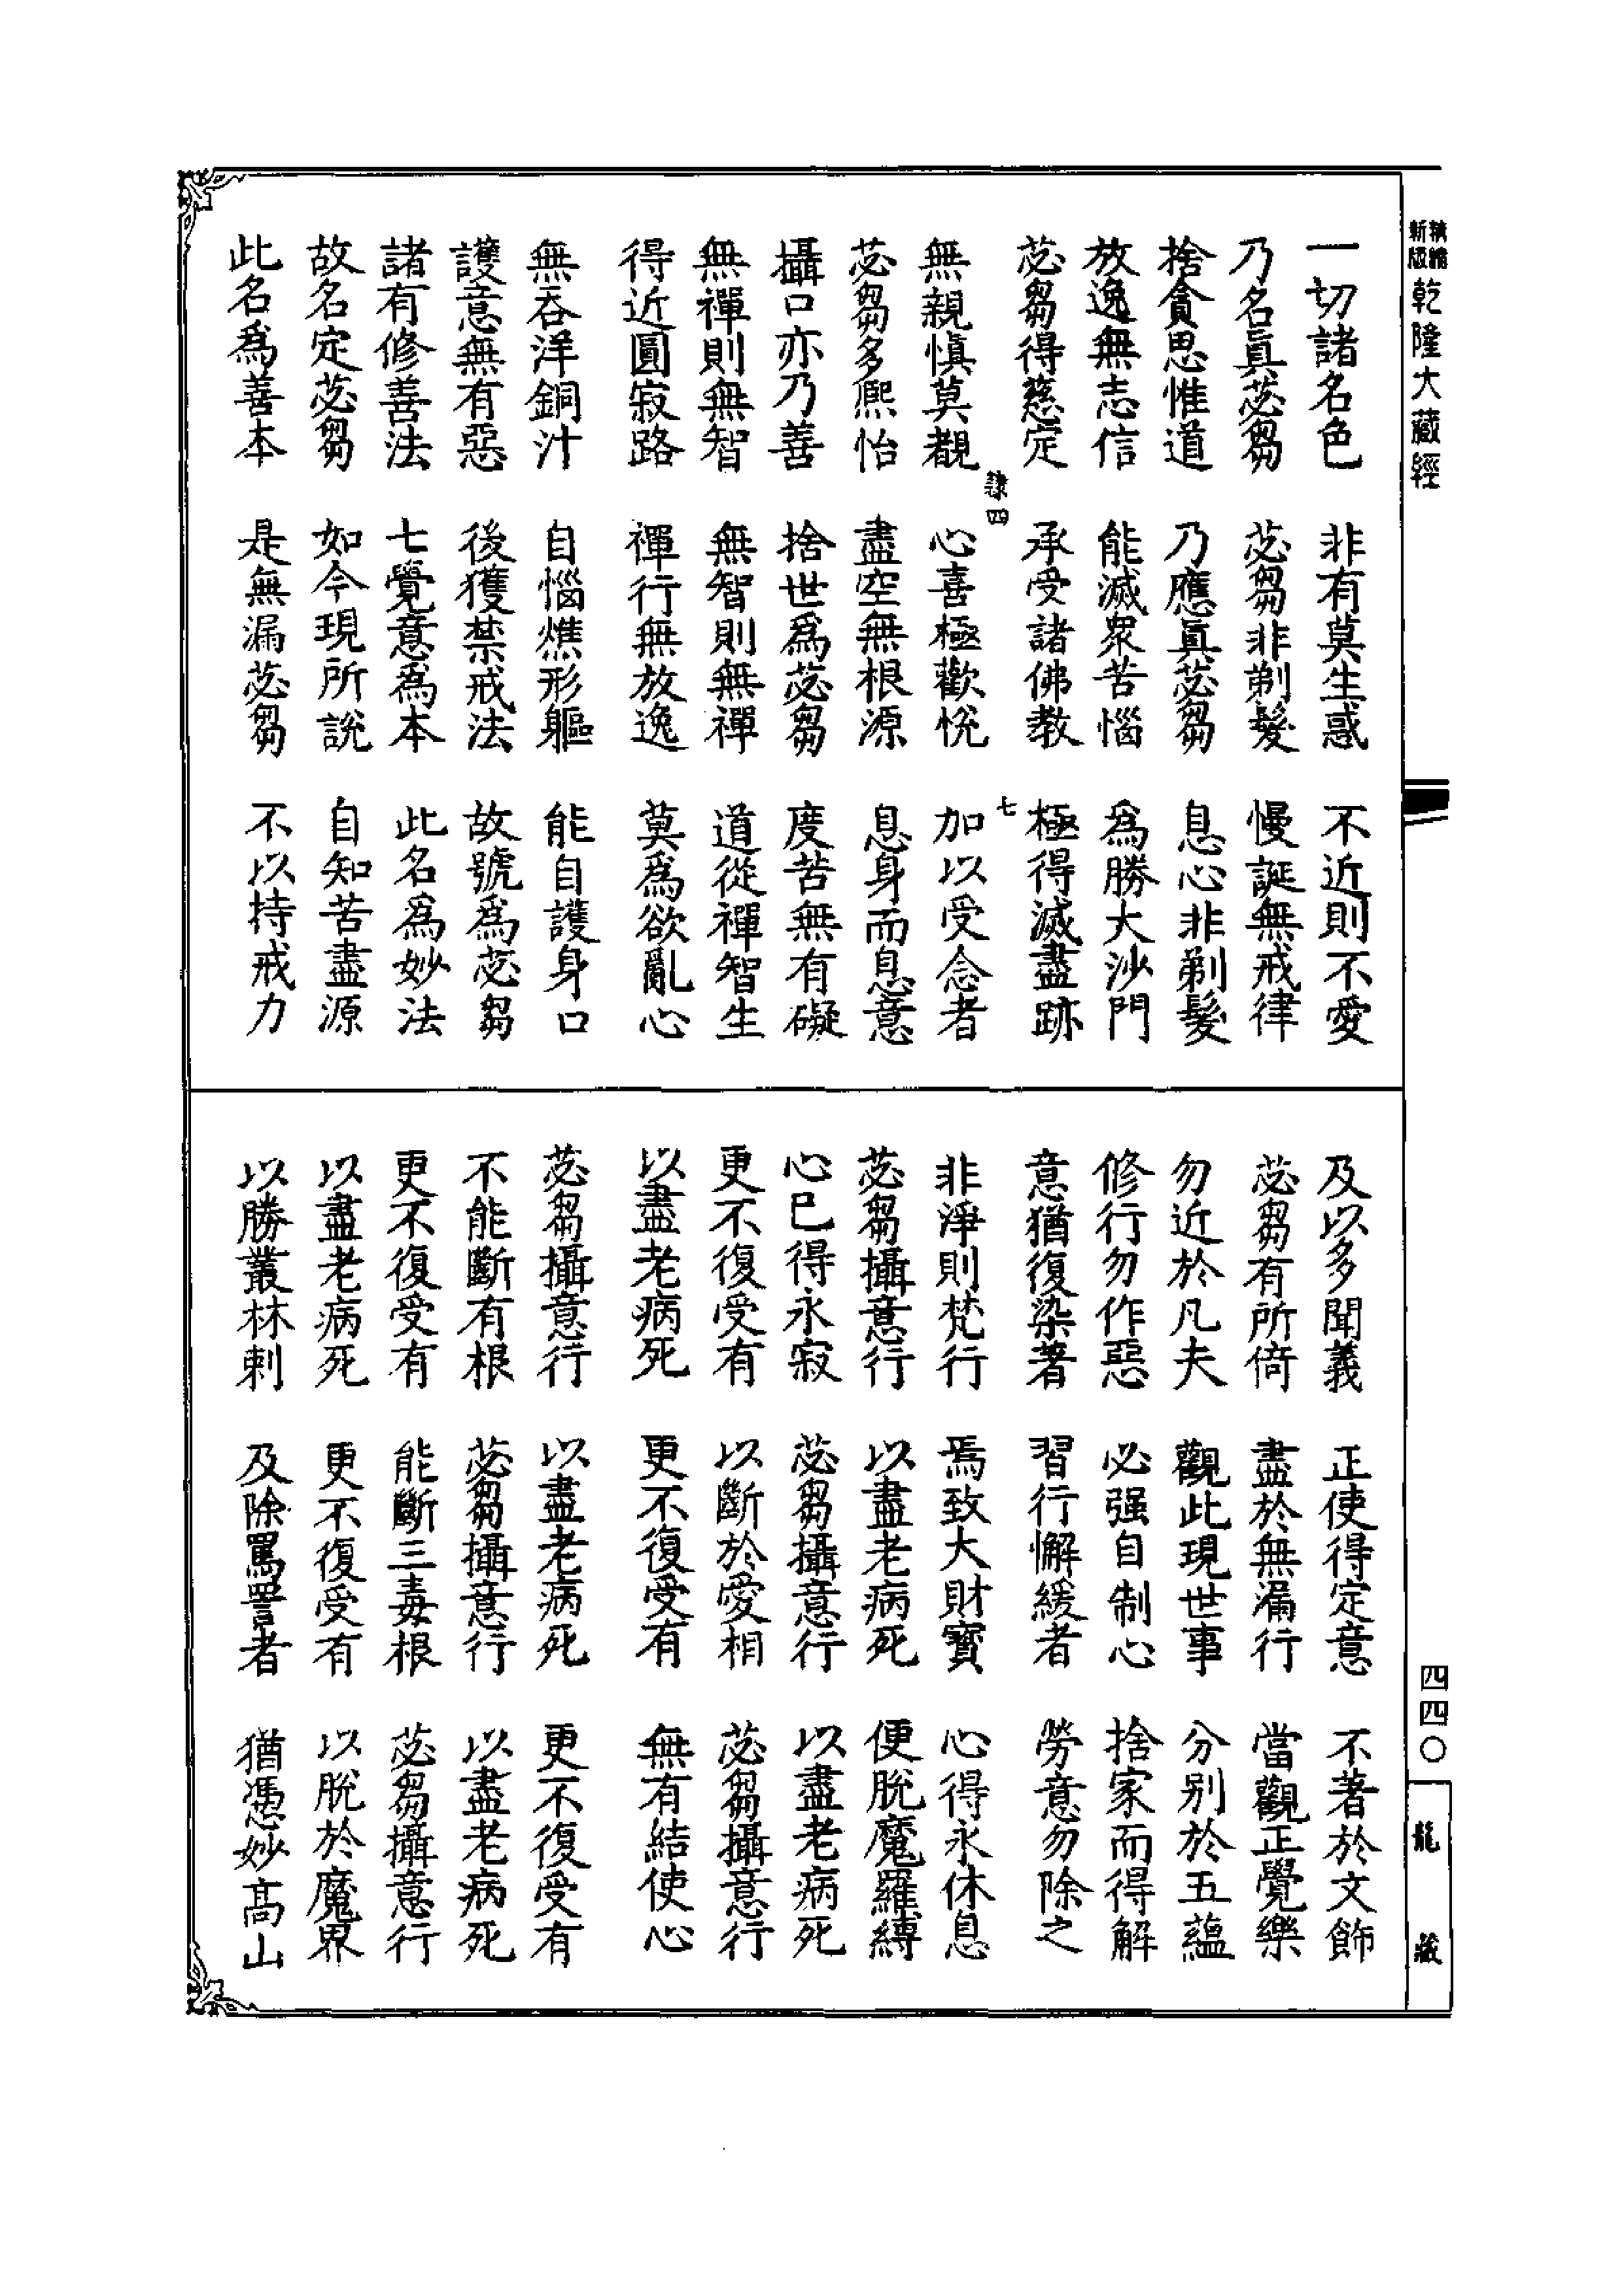 新版 精編 乾隆大藏經
一切諸名色 非有莫生惑 不近則不愛
乃名眞苾芻 苾芻非剃髮 慢誕無戒律
捨貪思惟道 乃應眞苾芻 息心非剃髮
放逸無志信 能滅衆苦惱 爲勝大沙門
苾芻得慈定 承受諸佛教 極得滅盡跡
隸四 七
無親愼莫覩 心喜極歡悅 加以受念者
苾芻多熈怡 盡空無根源 息身而息意
攝口亦乃善 捨世爲苾芻 度苦無有礙
無禪則無智 無智則無禪 道從禪智生
得近圓寂路 禪行無放逸 莫爲欲亂心
無吞洋銅汁 自惱燋形軀 能自護身口
護意無有惡 後獲禁戒法 故號爲苾芻
諸有修善法 七覺意爲本 此名爲妙法
故名定苾芻 如今現所說 自知苦盡源
此名爲善本 是無漏苾芻 不以持戒力
及以多聞義 正使得定意 不著於文飾
苾芻有所倚 盡於無漏行 當觀正覺樂
勿近於凡夫 觀此現世事 分别於五蘊
修行勿作惡 必强自制心 捨家而得解
意猶復染著 習行懈緩者 勞意勿除之
非淨則梵行 焉致大財寶 心得永休息
苾芻攝意行 以盡老病死 便脫魔羅縛
心已得永寂 苾芻攝意行 以盡老病死
更不復受有 以斷於愛相 苾芻攝意行
以盡老病死 更不復受有 無有結使心
苾芻攝意行 以盡老病死 更不復受有
不能斷有根 苾芻攝意行 以盡老病死
更不復受有 能斷三毒根 苾芻攝意行
以盡老病死 更不復受有 以脫於魔界
以勝叢林刺 及除罵詈者 猶憑妙高山
四四〇
龍藏